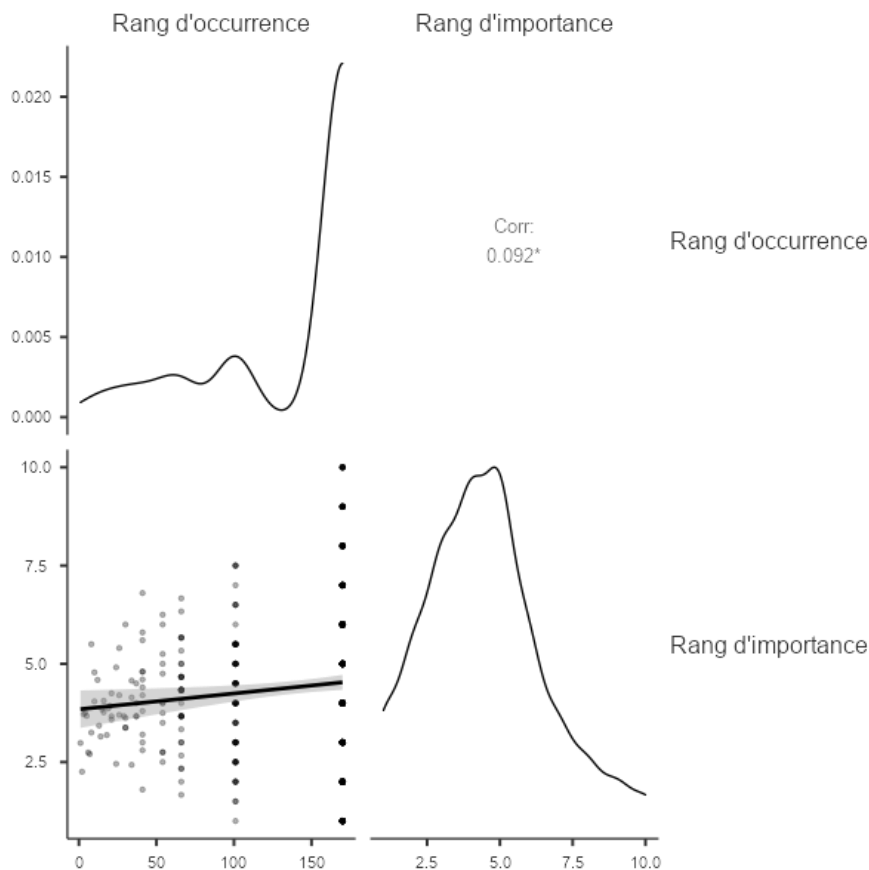 Rang d'occurrence Rang d'importance
0.020
0.015
0.010
0.005
0.000
Corr:
0.092*
Rang d'occurrence
10.0
7.5
5.0
2.5
Rang d'importance
0 50 100 150 2.5 5.0 7.5 10.0